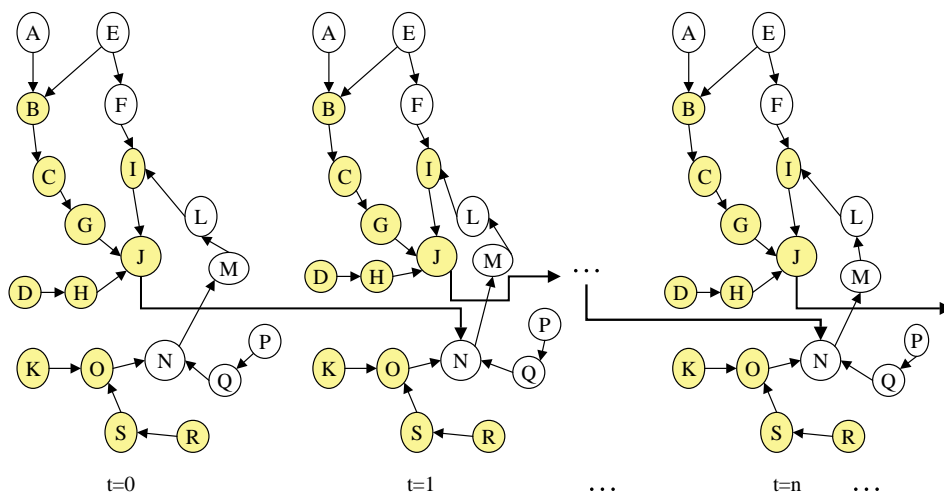 A E A E A E
B F B F B F
C I C I C I
G L G L G L
J J J
M M M
D H D H ... D H
P P P
K O N Q K O N Q K O N Q
S R S R S R
t=0 t=1 ... t=n ...